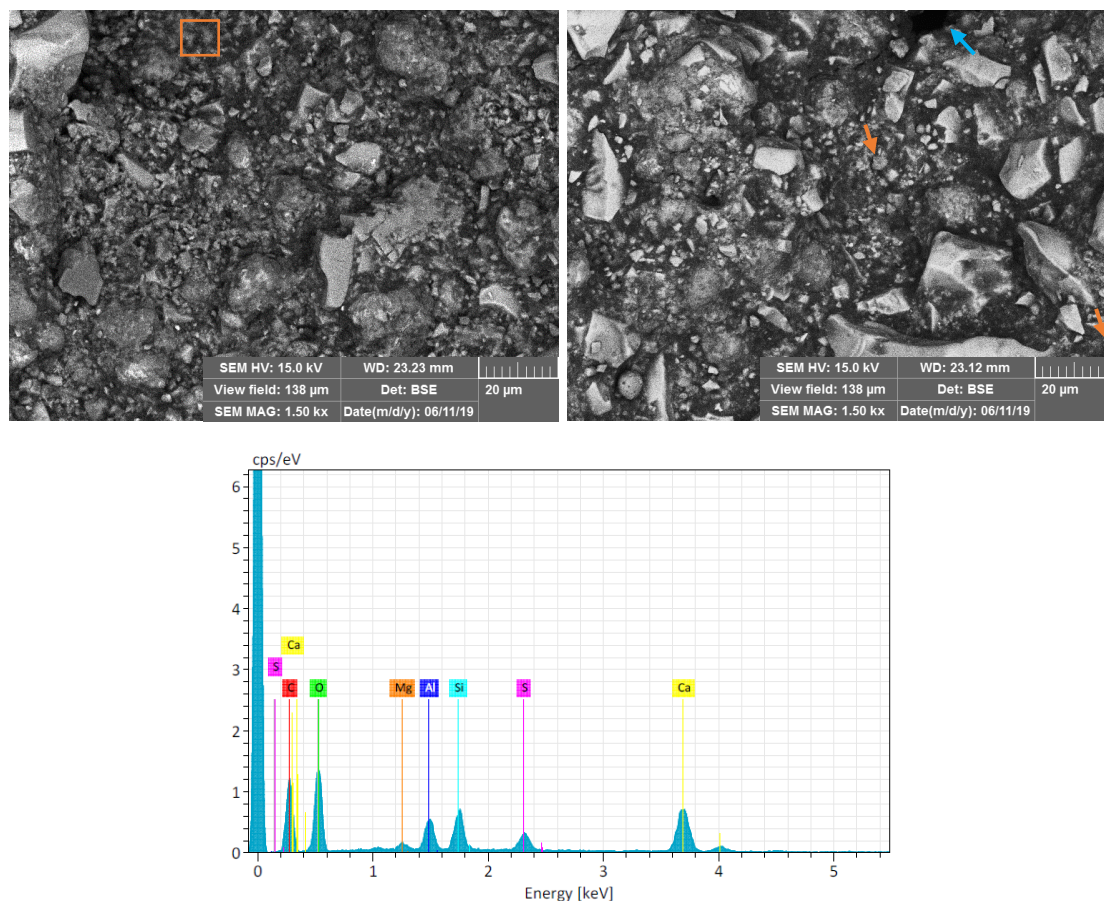 SEM HV: 15.0 kV WD: 23.23 mm
View field: 138 µm Det: BSE 20 µm
SEM MAG: 1.50 kx Date(m/d/y): 06/11/19
SEM HV: 15.0 kV WD: 23.12 mm
View field: 138 µm Det: BSE 20 µm
SEM MAG: 1.50 kx Date(m/d/y): 06/11/19
cps/eV
6
5
4
Ca
3
S
C O Mg Al Si S Ca
2
1
0
0 1 2 3 4 5
Energy [keV]